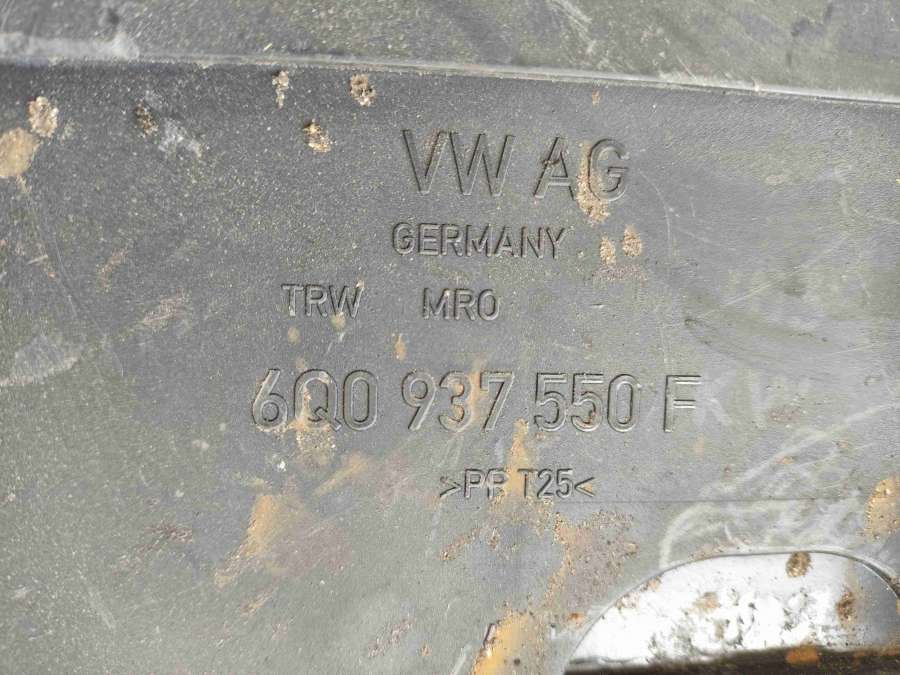 VW AG
GERMANY
TRW MRO
6Q0 937 550 F
>PP T25<